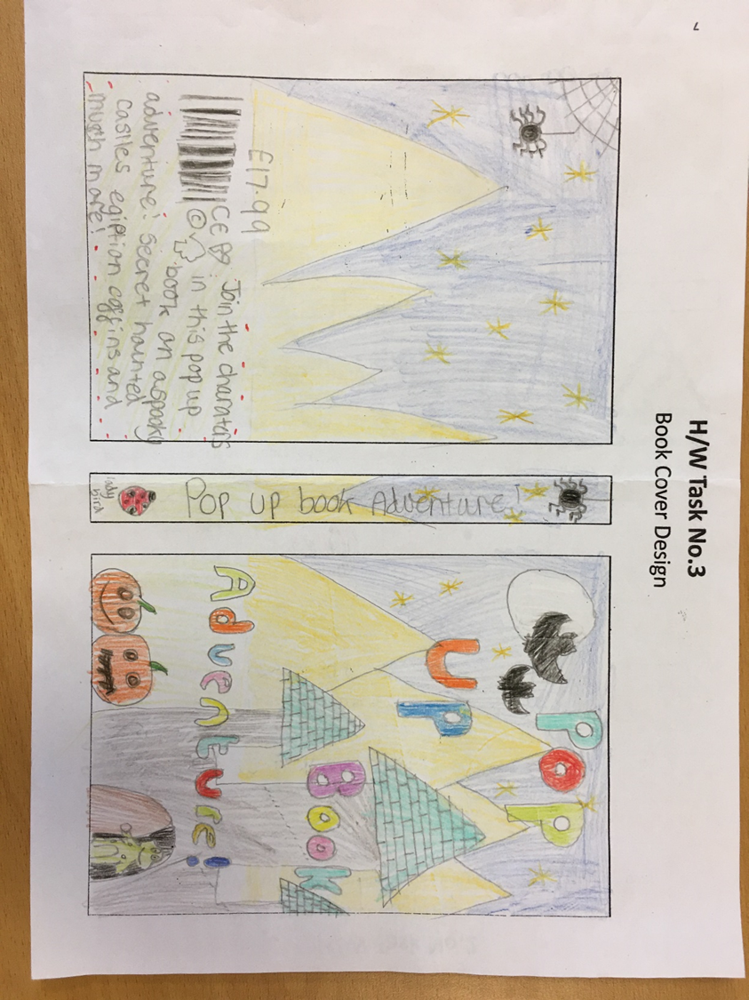 H/W Task No.3
Book Cover Design
£17.99
CE
Join the charaters
in this pop up
book on a spooky
adventure! Secret haunted
castles egiption coffins and
much more!
Pop up book Adventure!
lady bird
Pop
Up
Book
Adventure!